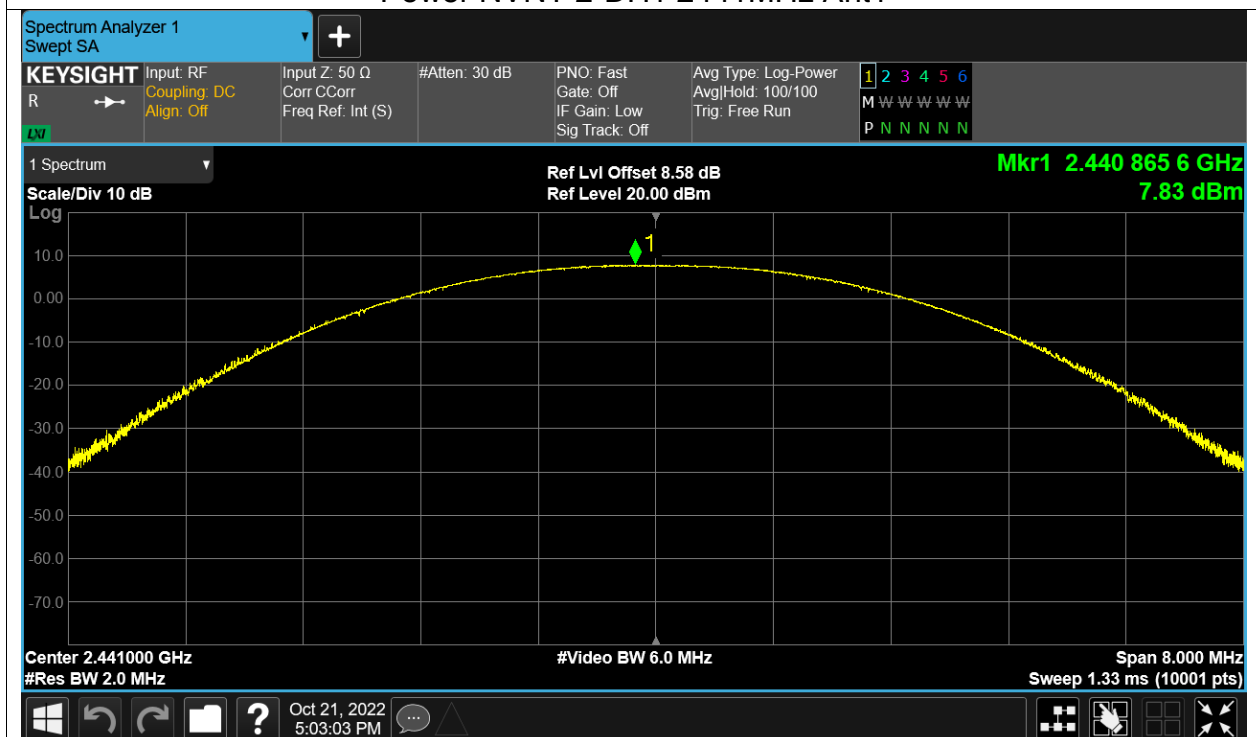 Spectrum Analyzer 1
Swept SA
+
KEYSIGHT
R
LXI
Input: RF
Coupling: DC
Align: Off
Input Z: 50 Ω
Corr CCorr
Freq Ref: Int (S)
#Atten: 30 dB
PNO: Fast
Gate: Off
IF Gain: Low
Sig Track: Off
Avg Type: Log-Power
Avg|Hold: 100/100
Trig: Free Run
1 2 3 4 5 6
M W W W W W W
P N N N N N N
1 Spectrum
Scale/Div 10 dB
Ref Lvl Offset 8.58 dB
Ref Level 20.00 dBm
Mkr1 2.440 865 6 GHz
7.83 dBm
Log
1
10.0
0.00
-10.0
-20.0
-30.0
-40.0
-50.0
-60.0
-70.0
Center 2.441000 GHz
#Video BW 6.0 MHz
Span 8.000 MHz
#Res BW 2.0 MHz
Sweep 1.33 ms (10001 pts)
?
Oct 21, 2022
5:03:03 PM